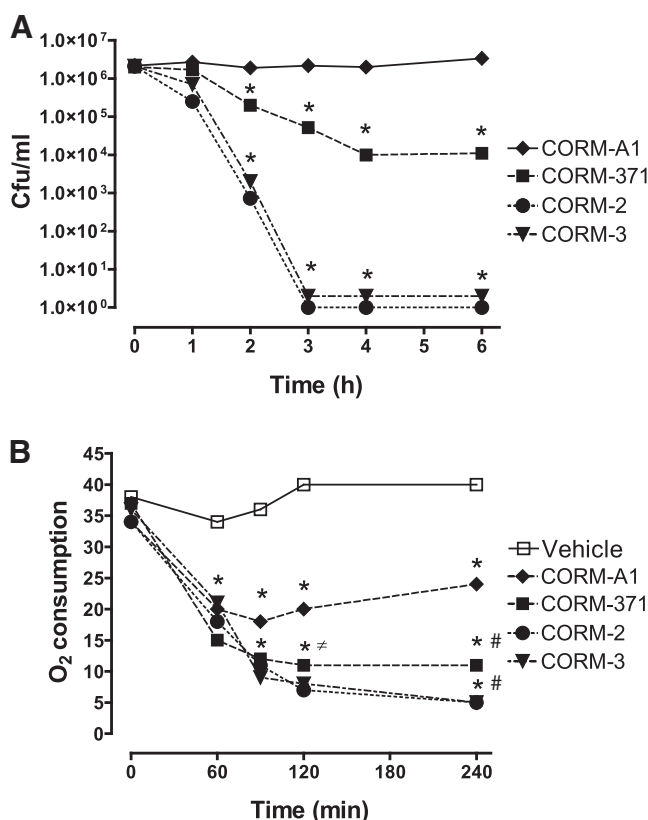 A
Cfu/ml
1.0×10⁷
1.0×10⁶
1.0×10⁵
1.0×10⁴
1.0×10³
1.0×10²
1.0×10¹
1.0×10⁰
* * * *
*
* * *
0 1 2 3 4 5 6
Time (h)
CORM-A1
CORM-371
CORM-2
CORM-3
B
O₂ consumption
45
40
35
30
25
20
15
10
5
0
* * * *
* * ≠ * #
* #
0 60 120 180 240
Time (min)
Vehicle
CORM-A1
CORM-371
CORM-2
CORM-3